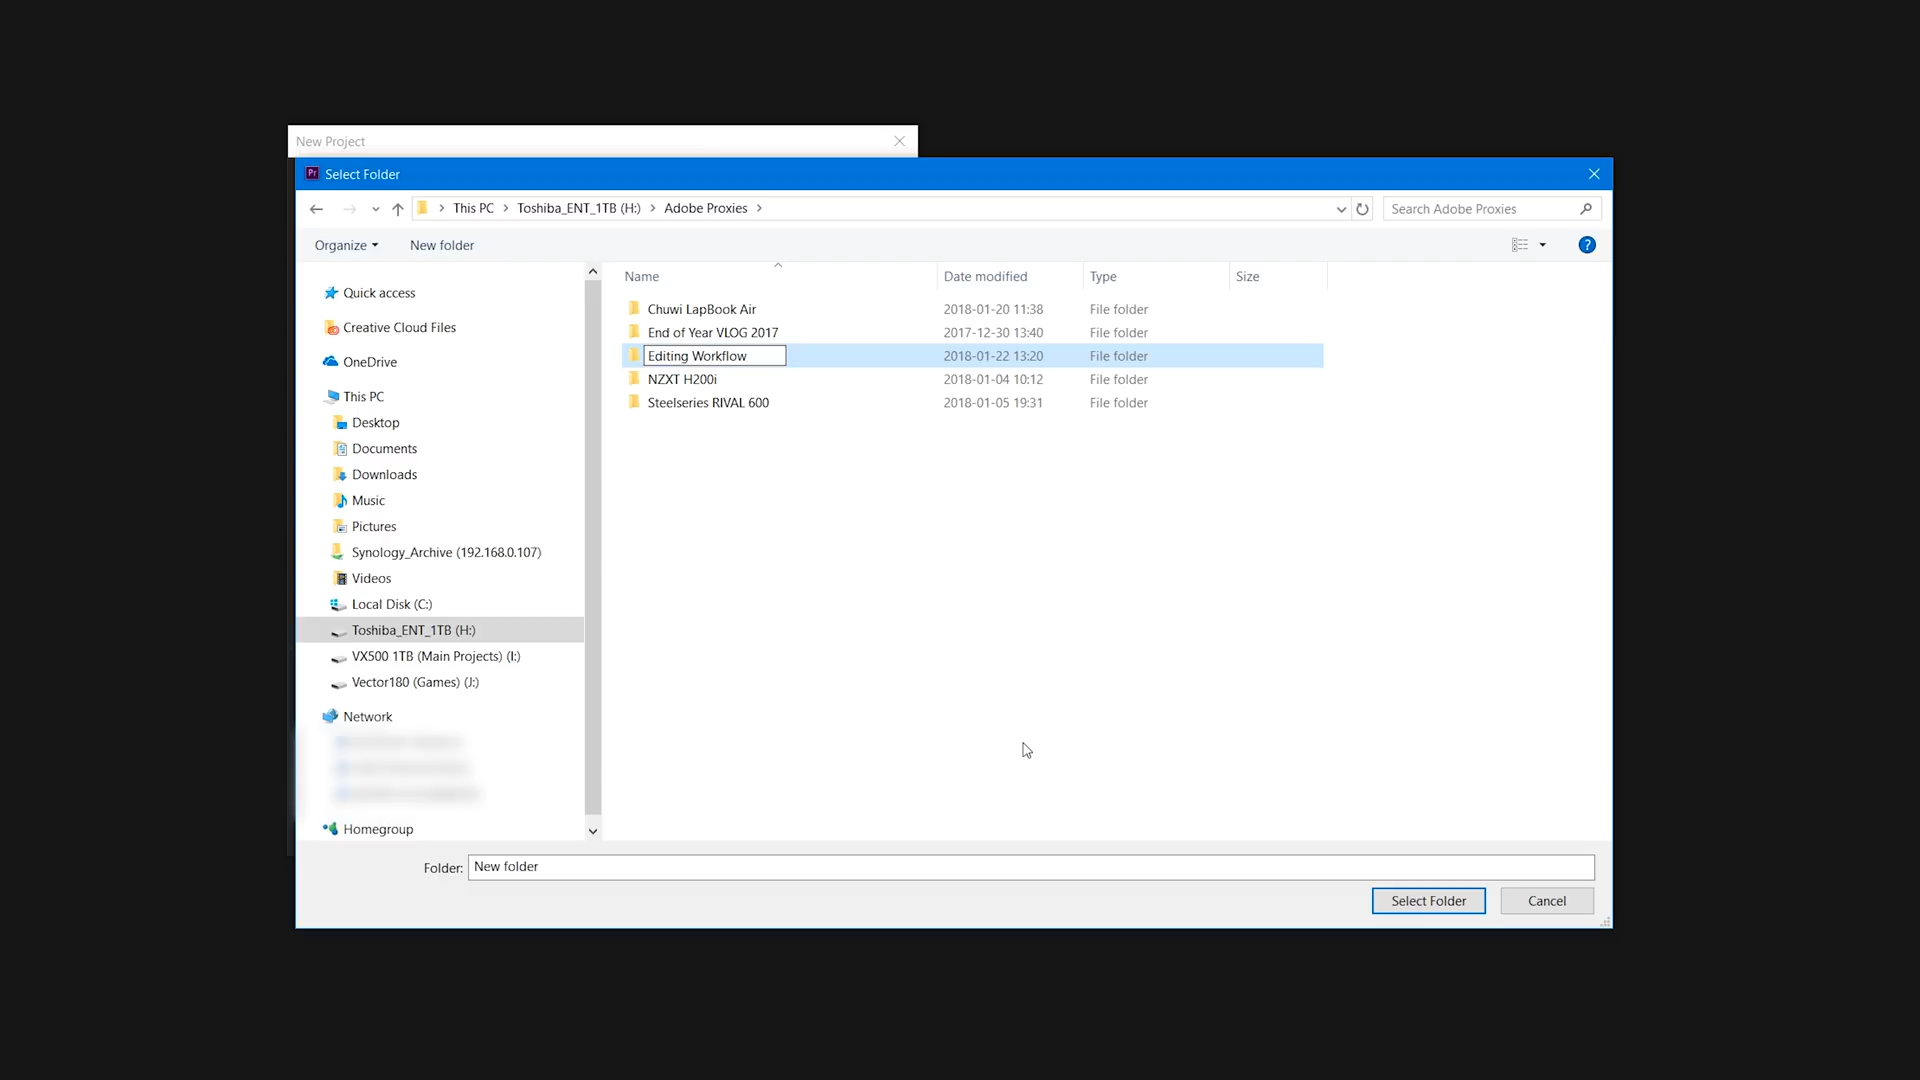 New Project
Pr Select Folder
This PC Toshiba_ENT_1TB (H:) Adobe Proxies
Search Adobe Proxies
Organize New folder
?
Name Date modified Type Size
Quick access
Creative Cloud Files
OneDrive
This PC
Desktop
Documents
Downloads
Music
Pictures
Synology_Archive (192.168.0.107)
Videos
Local Disk (C:)
Toshiba_ENT_1TB (H:)
VX500 1TB (Main Projects) (I:)
Vector180 (Games) (J:)
Network
Homegroup
Chuwi LapBook Air 2018-01-20 11:38 File folder
End of Year VLOG 2017 2017-12-30 13:40 File folder
Editing Workflow 2018-01-22 13:20 File folder
NZXT H200i 2018-01-04 10:12 File folder
Steelseries RIVAL 600 2018-01-05 19:31 File folder
Folder: New folder
Select Folder Cancel